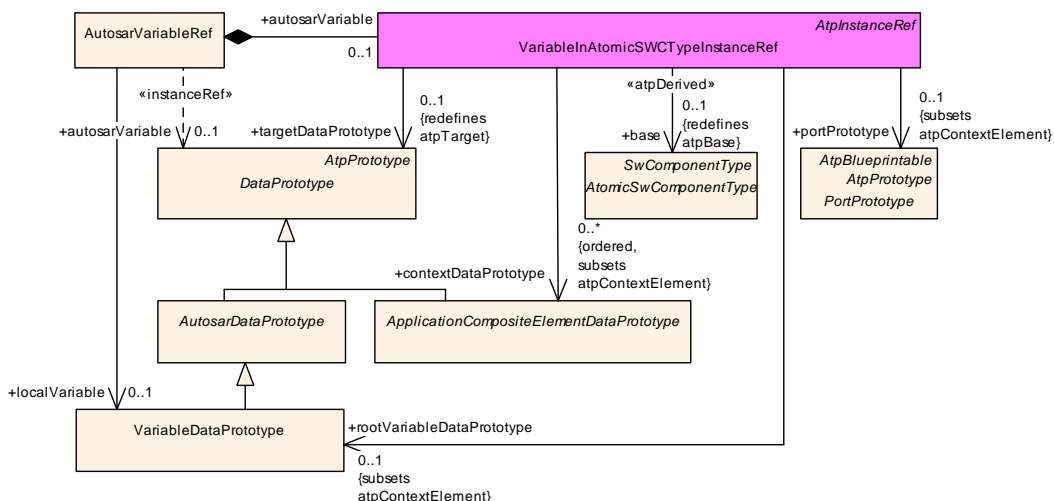 +autosarVariable
AutosarVariableRef
0..1
AtpInstanceRef
VariableInAtomicSWCTypeInstanceRef
«instanceRef»
+autosarVariable
0..1
+targetDataPrototype
0..1
{redefines
atpTarget}
«atpDerived»
0..1
{redefines
atpBase}
+base
0..1
{subsets
atpContextElement}
+portPrototype
AtpPrototype
DataPrototype
SwComponentType
AtomicSwComponentType
AtpBlueprintable
AtpPrototype
PortPrototype
0..*
{ordered,
subsets
atpContextElement}
+contextDataPrototype
AutosarDataPrototype
ApplicationCompositeElementDataPrototype
+localVariable
0..1
VariableDataPrototype
+rootVariableDataPrototype
0..1
{subsets
atpContextElement}